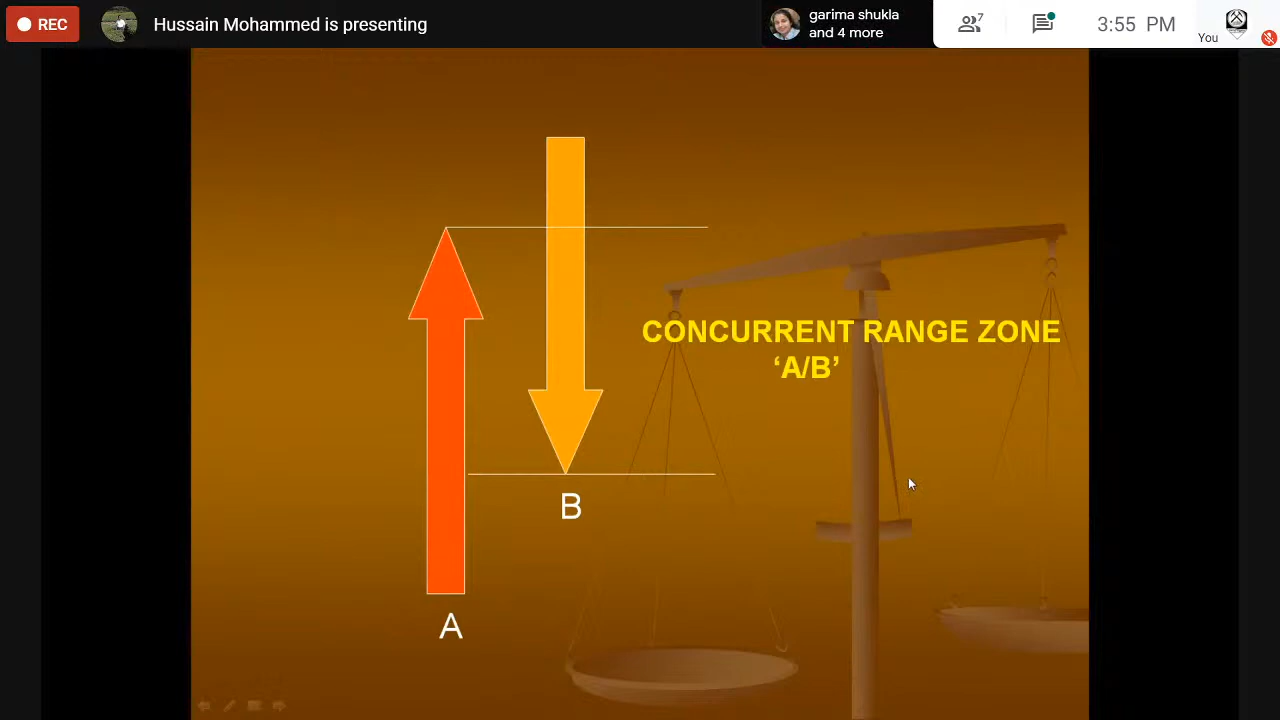 REC
Hussain Mohammed is presenting
garima shukla
and 4 more
7
3:55 PM
You
CONCURRENT RANGE ZONE
‘A/B’
B
A